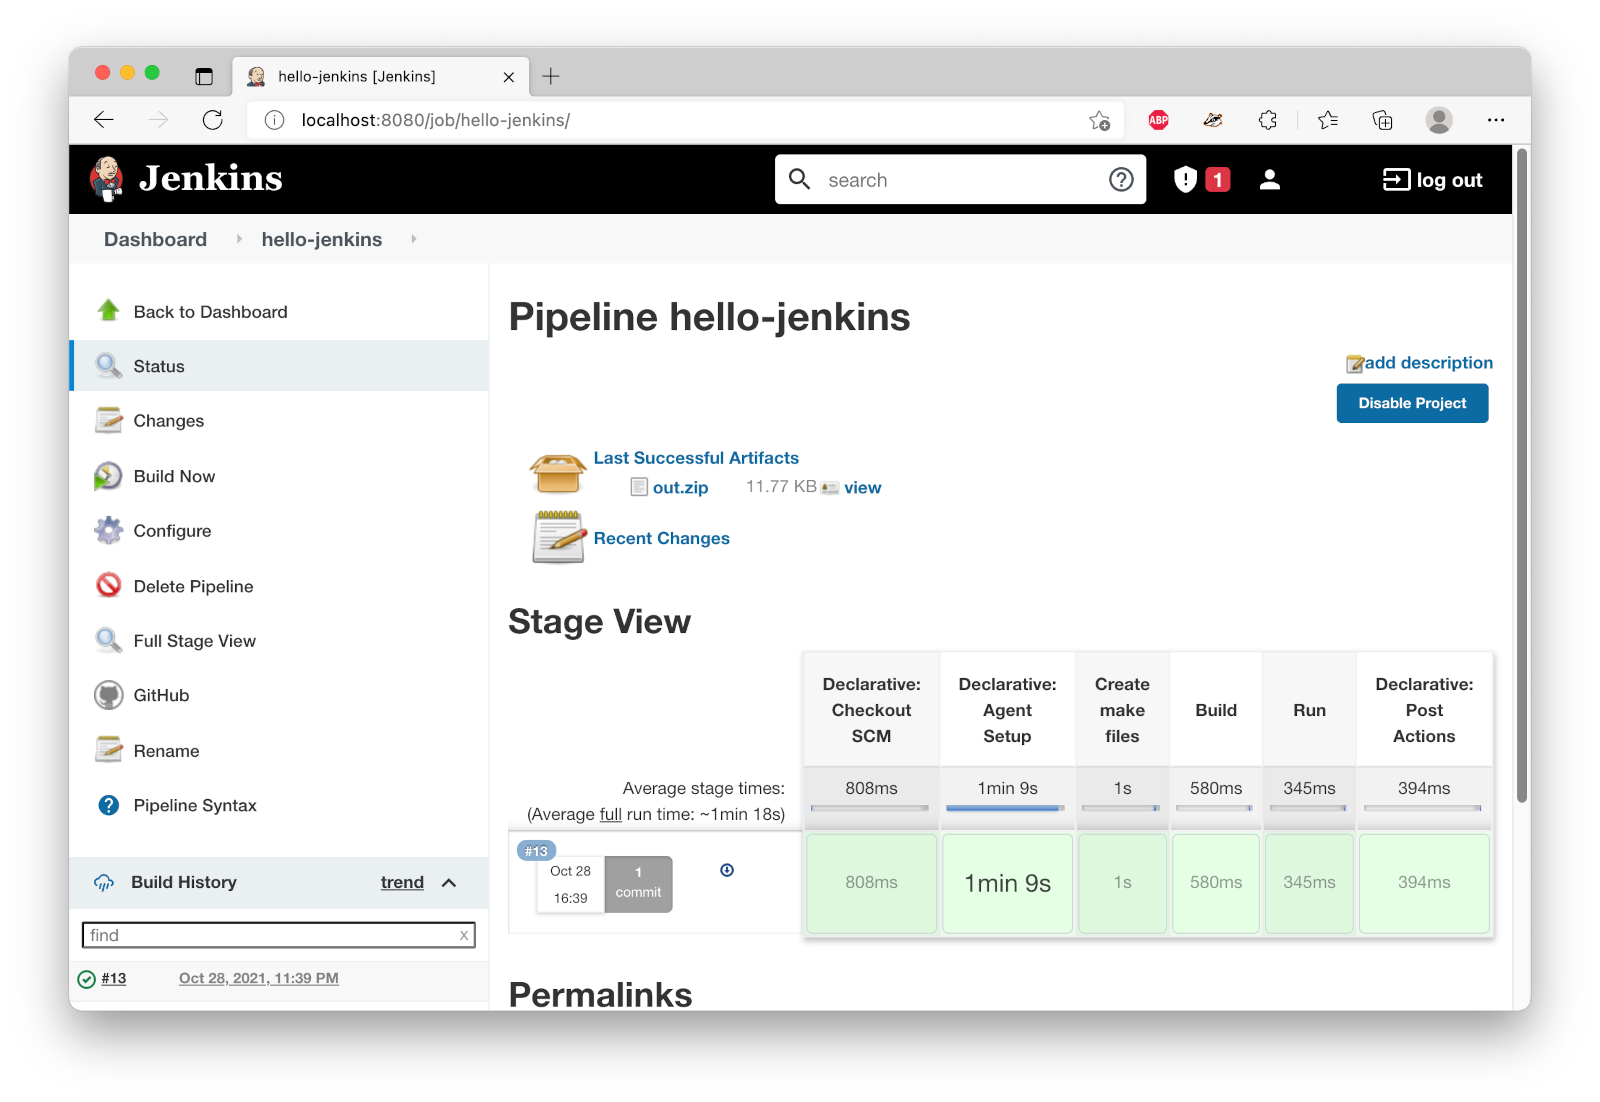 hello-jenkins [Jenkins]
localhost:8080/job/hello-jenkins/
ABP
Jenkins
search
1
log out
Dashboard
hello-jenkins
Back to Dashboard
Status
Changes
Build Now
Configure
Delete Pipeline
Full Stage View
GitHub
Rename
Pipeline Syntax
Build History
trend
find
x
#13
Oct 28, 2021, 11:39 PM
Pipeline hello-jenkins
add description
Disable Project
Last Successful Artifacts
out.zip 11.77 KB view
Recent Changes
Stage View
Declarative: Checkout SCM
Declarative: Agent Setup
Create make files
Build
Run
Declarative: Post Actions
Average stage times:
(Average full run time: ~1min 18s)
808ms
1min 9s
1s
580ms
345ms
394ms
#13
Oct 28
16:39
1
commit
808ms
1min 9s
1s
580ms
345ms
394ms
Permalinks